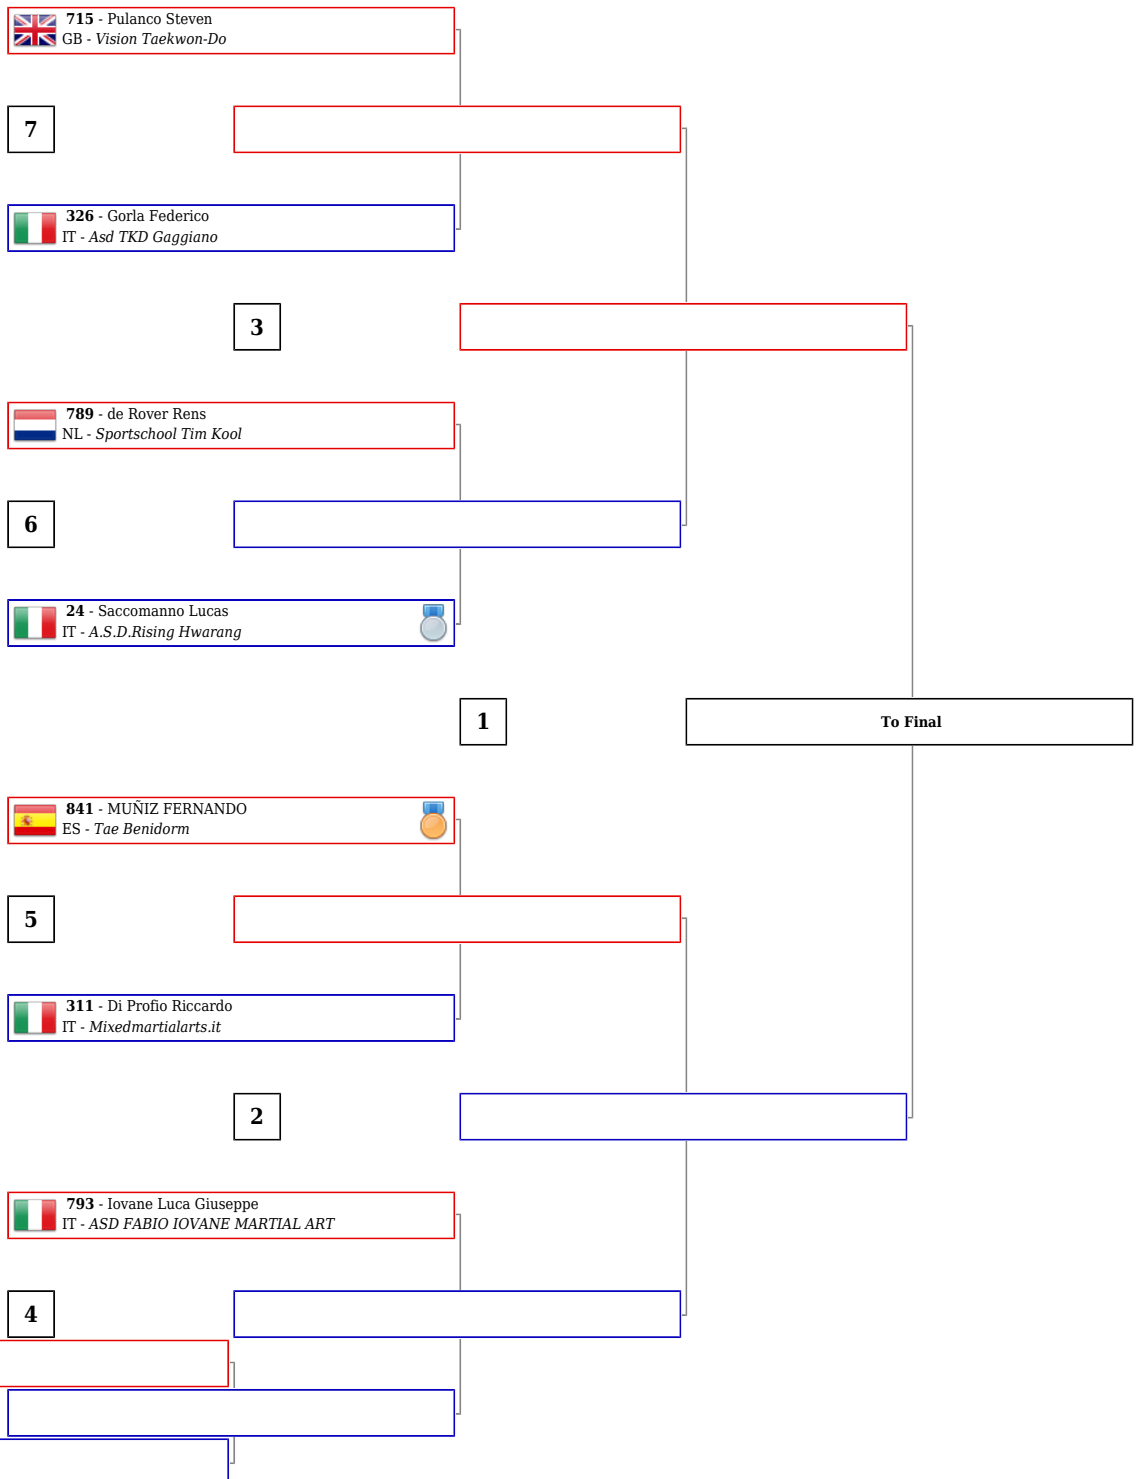 715 - Pulanco Steven
GB - Vision Taekwon-Do
7
326 - Gorla Federico
IT - Asd TKD Gaggiano
3
789 - de Rover Rens
NL - Sportschool Tim Kool
6
24 - Saccomanno Lucas
IT - A.S.D.Rising Hwarang
1
To Final
841 - MUÑIZ FERNANDO
ES - Tae Benidorm
5
311 - Di Profio Riccardo
IT - Mixedmartialarts.it
2
793 - Iovane Luca Giuseppe
IT - ASD FABIO IOVANE MARTIAL ART
4